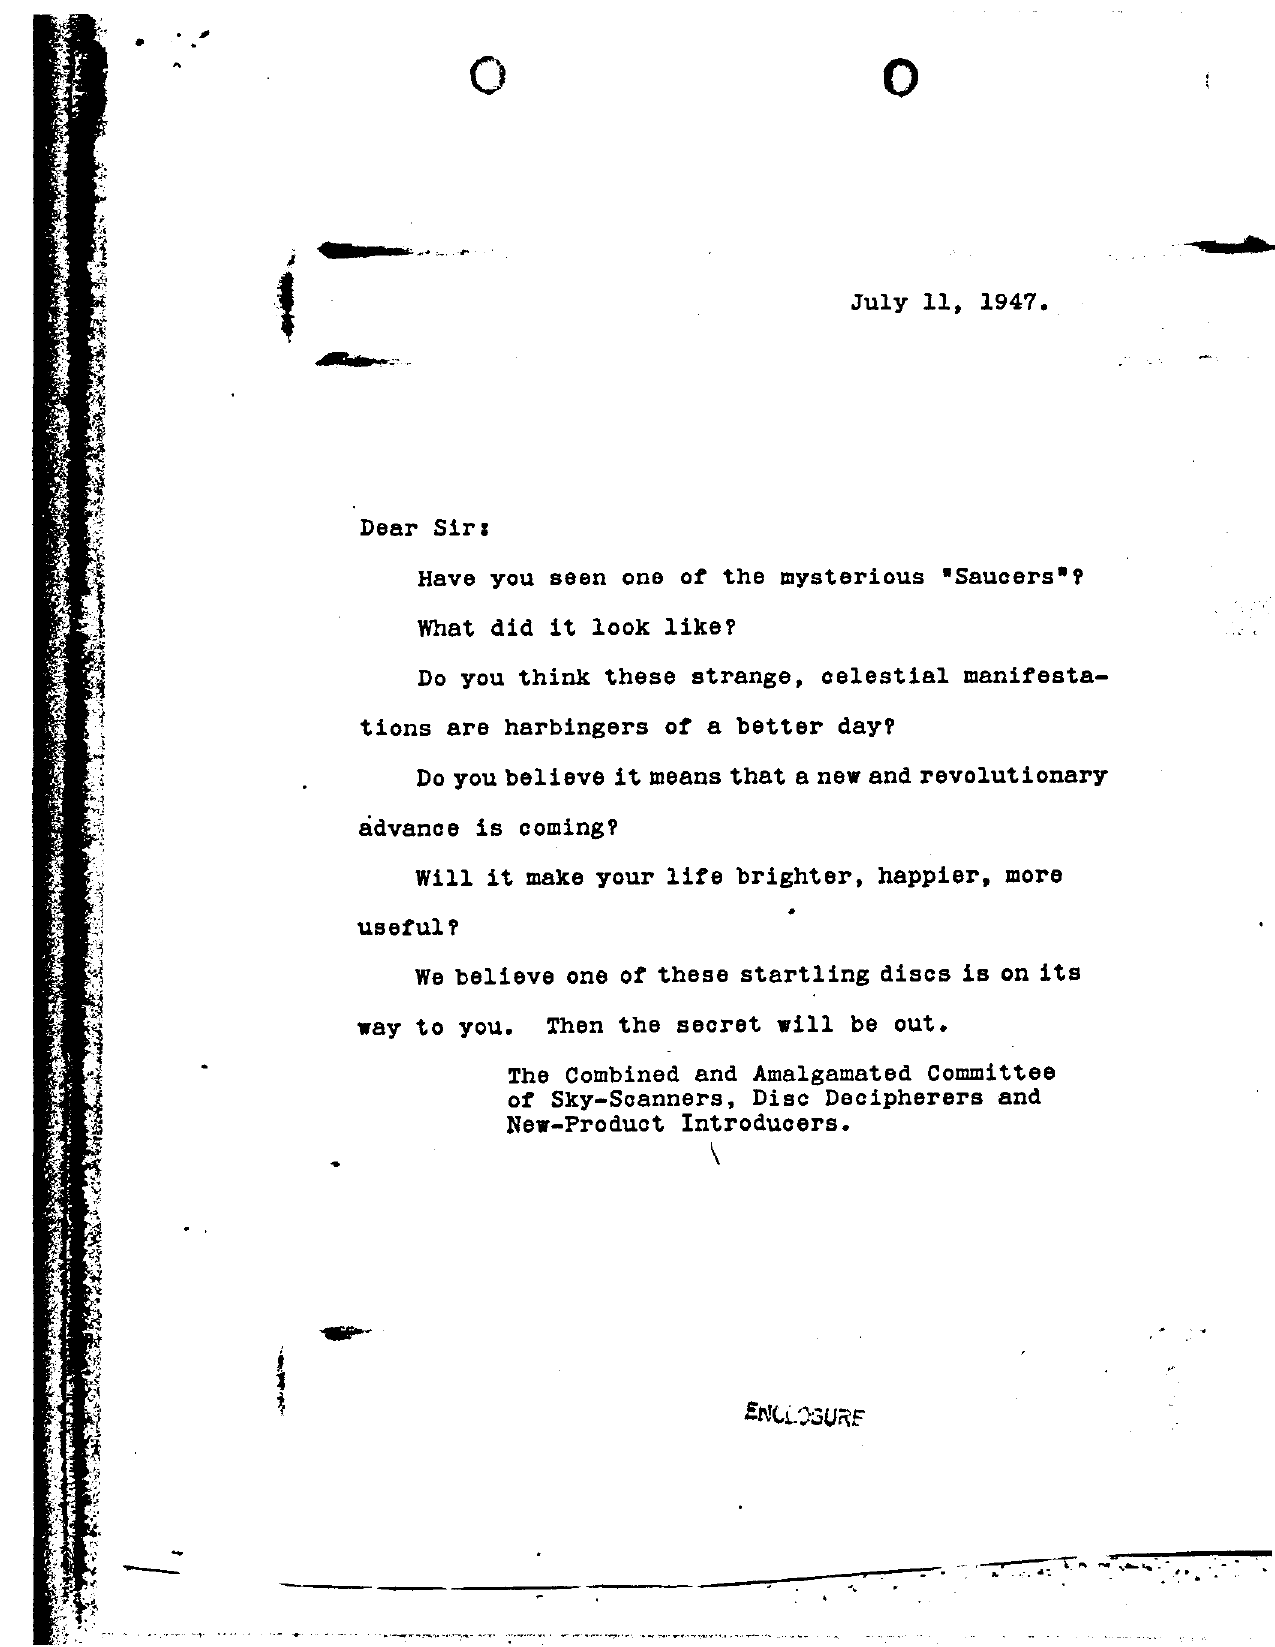 July 11, 1947.
Dear Sir:
Have you seen one of the mysterious "Saucers"?
What did it look like?
Do you think these strange, celestial manifesta-
tions are harbingers of a better day?
Do you believe it means that a new and revolutionary
advance is coming?
Will it make your life brighter, happier, more
useful?
We believe one of these startling discs is on its
way to you. Then the secret will be out.
The Combined and Amalgamated Committee
of Sky-Scanners, Disc Decipherers and
New-Product Introducers.
ENCLOSURE